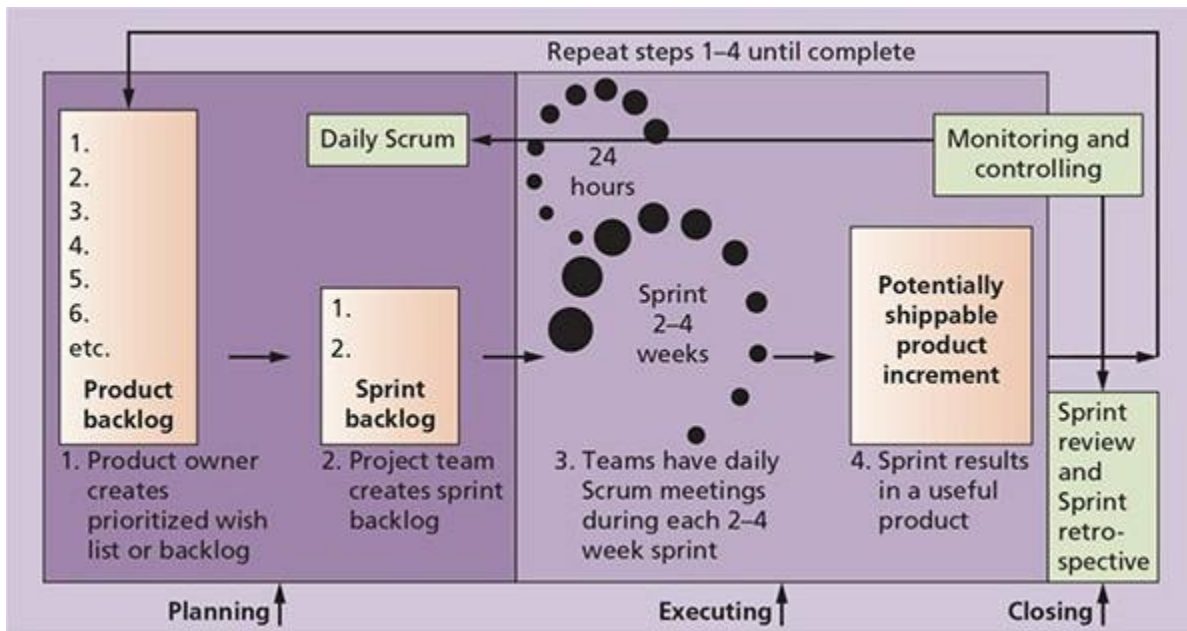 Repeat steps 1–4 until complete
1.
2.
3.
4.
5.
6.
etc.
Product
backlog
1. Product owner
creates
prioritized wish
list or backlog
Daily Scrum
1.
2.
Sprint
backlog
2. Project team
creates sprint
backlog
24
hours
Sprint
2–4
weeks
3. Teams have daily
Scrum meetings
during each 2–4
week sprint
Monitoring and
controlling
Potentially
shippable
product
increment
4. Sprint results
in a useful
product
Sprint
review
and
Sprint
retro-
spective
Planning
Executing
Closing